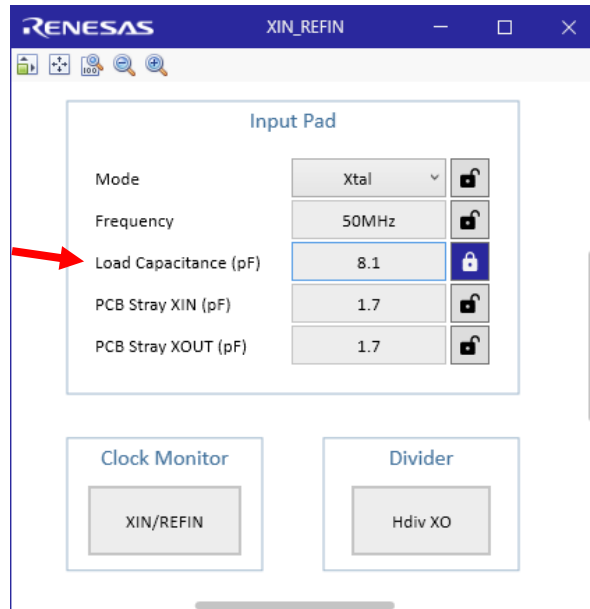 RENESAS XIN_REFIN
100
Input Pad
Mode Xtal
Frequency 50MHz
Load Capacitance (pF) 8.1
PCB Stray XIN (pF) 1.7
PCB Stray XOUT (pF) 1.7
Clock Monitor Divider
XIN/REFIN Hdiv XO